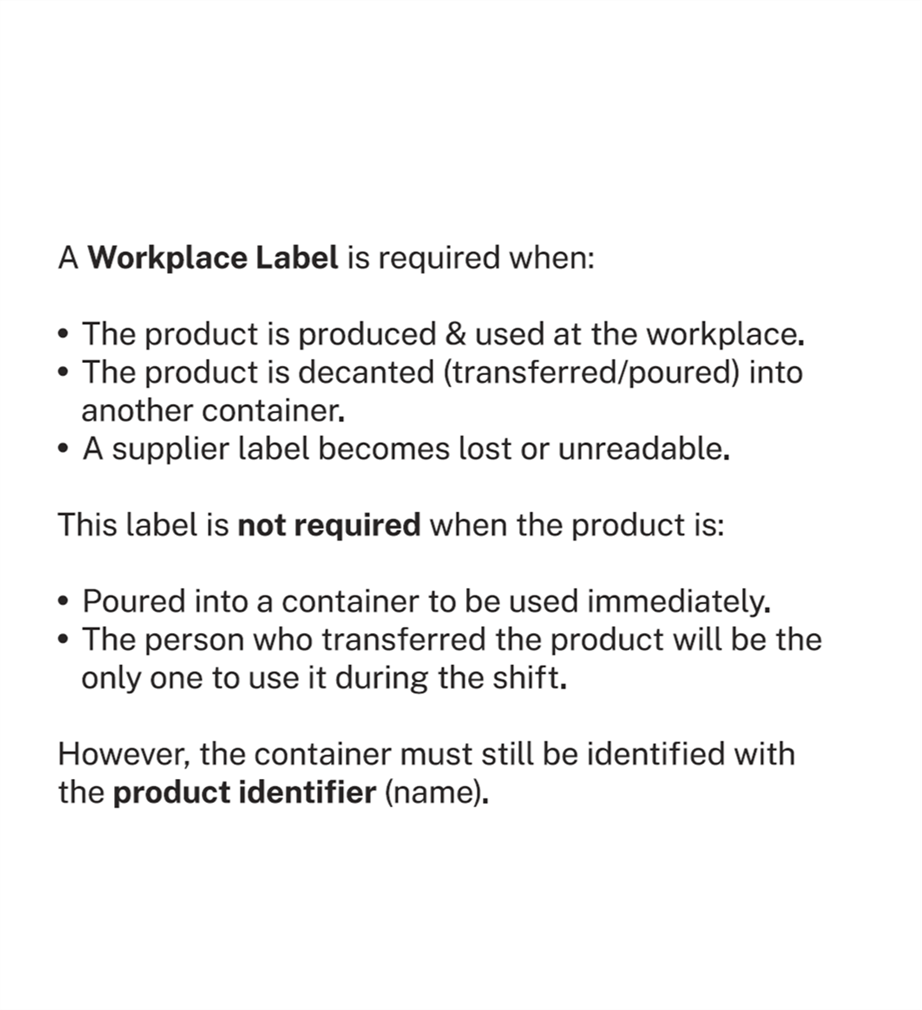 A Workplace Label is required when:
• The product is produced & used at the workplace.
• The product is decanted (transferred/poured) into
another container.
• A supplier label becomes lost or unreadable.
This label is not required when the product is:
• Poured into a container to be used immediately.
• The person who transferred the product will be the
only one to use it during the shift.
However, the container must still be identified with
the product identifier (name).